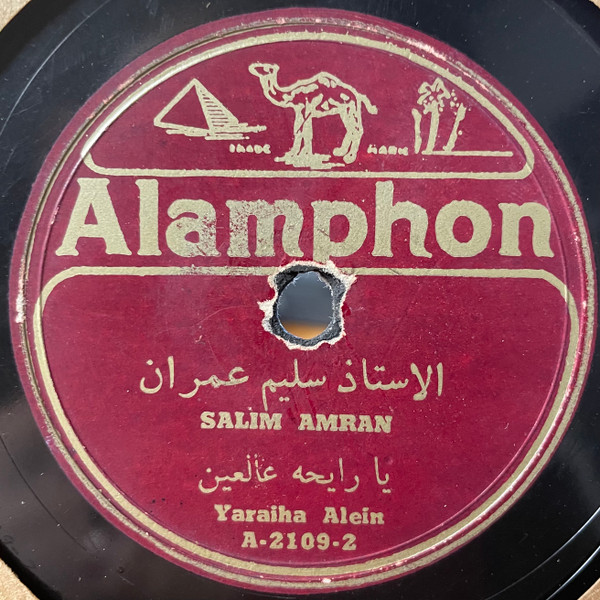 TRADE MARK
Alamphon
الاستاذ سليم عمران
SALIM AMRAN
يا رايحه عالعين
Yaraiha Alein
A-2109-2